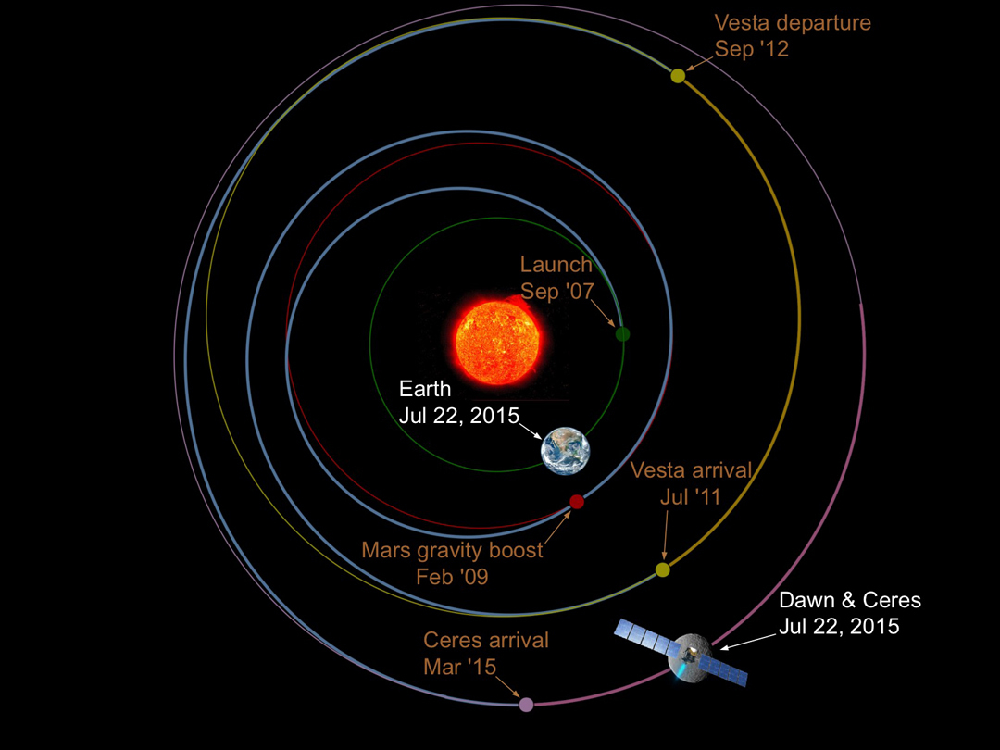 Vesta departure
Sep '12
Launch
Sep '07
Earth
Jul 22, 2015
Vesta arrival
Jul '11
Mars gravity boost
Feb '09
Dawn & Ceres
Jul 22, 2015
Ceres arrival
Mar '15